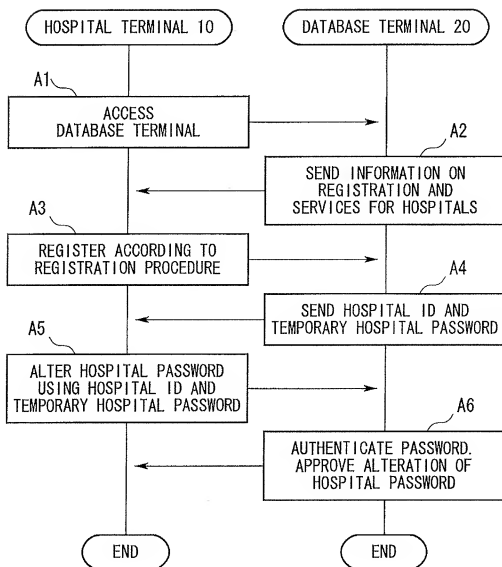 HOSPITAL TERMINAL 10
DATABASE TERMINAL 20
A1
ACCESS
DATABASE TERMINAL
A2
SEND INFORMATION ON
REGISTRATION AND
SERVICES FOR HOSPITALS
A3
REGISTER ACCORDING TO
REGISTRATION PROCEDURE
A4
SEND HOSPITAL ID AND
TEMPORARY HOSPITAL PASSWORD
A5
ALTER HOSPITAL PASSWORD
USING HOSPITAL ID AND
TEMPORARY HOSPITAL PASSWORD
A6
AUTHENTICATE PASSWORD.
APPROVE ALTERATION OF
HOSPITAL PASSWORD
END
END